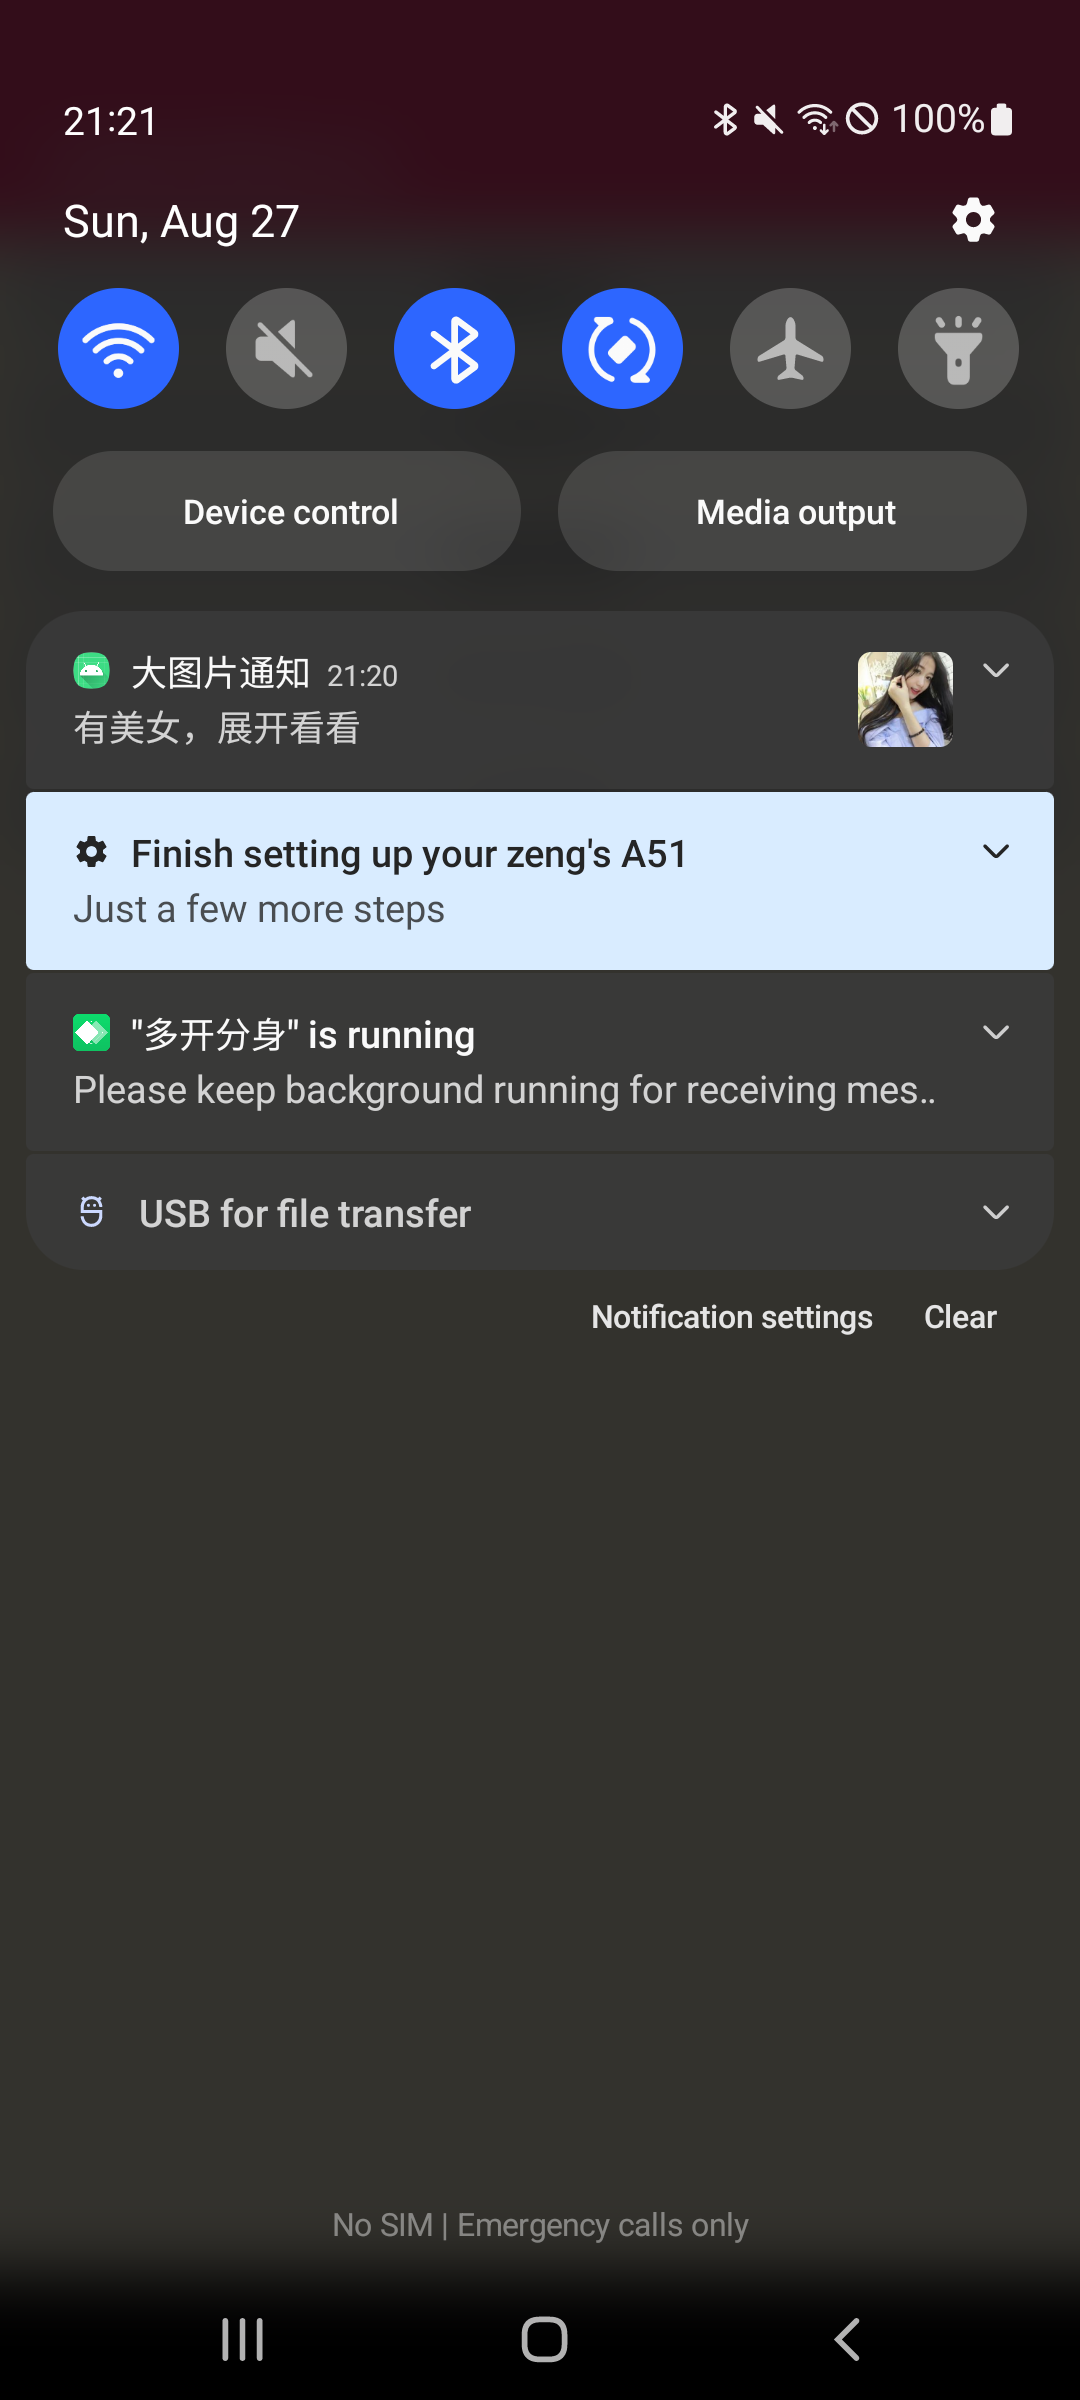 21:21
100%
Sun, Aug 27
Device control
Media output
大图片通知 21:20
有美女，展开看看
Finish setting up your zeng's A51
Just a few more steps
"多开分身" is running
Please keep background running for receiving mes..
USB for file transfer
Notification settings
Clear
No SIM | Emergency calls only